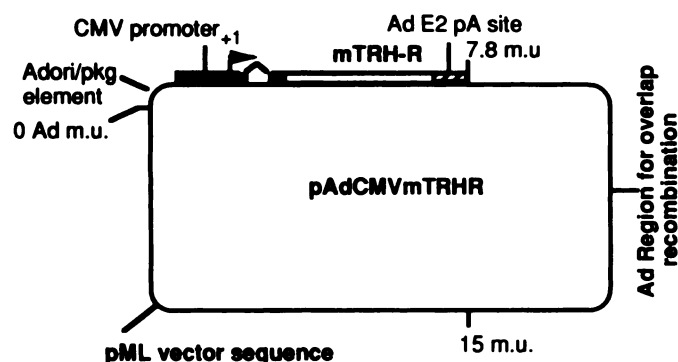 CMV promoter
+1
Ad E2 pA site
mTRH-R
7.8 m.u
Adori/pkg
element
0 Ad m.u.
pAdCMVmTRHR
Ad Region for overlap
recombination
pML vector sequence
15 m.u.